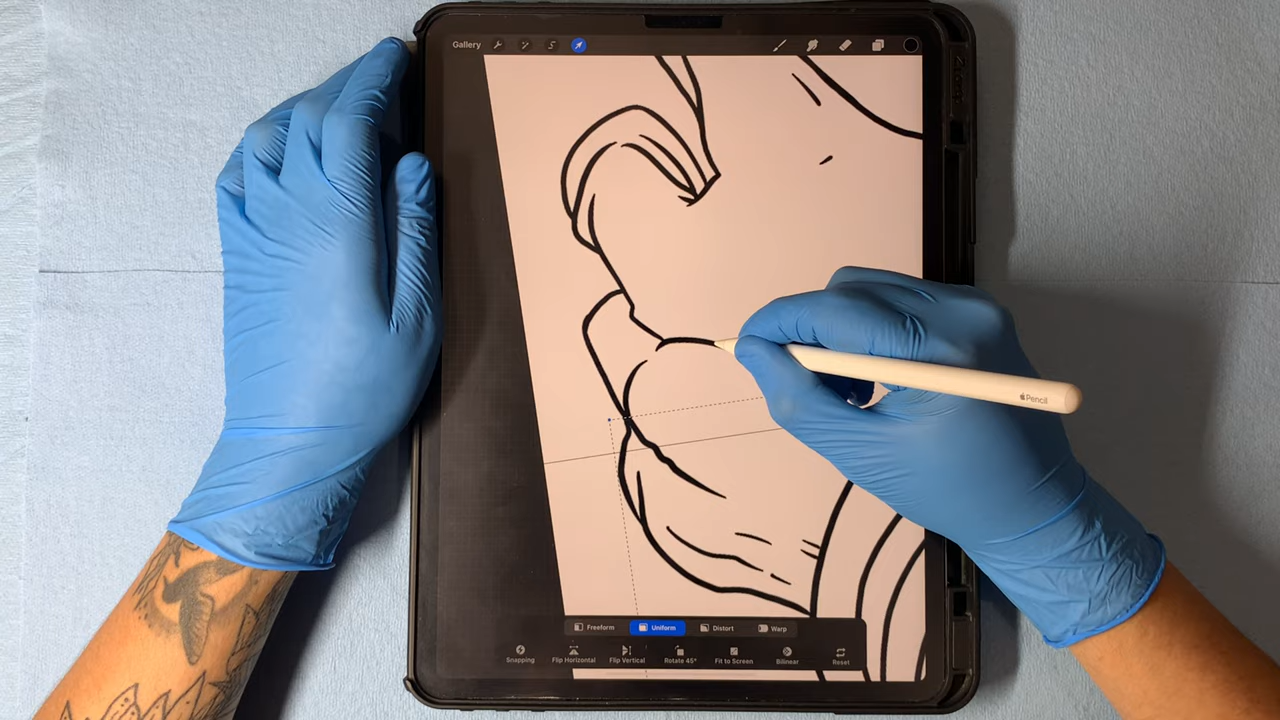 Gallery
Pencil
Freeform Uniform Distort Warp
Snapping Flip Horizontal Flip Vertical Rotate 45° Fit to Screen Bilinear Reset